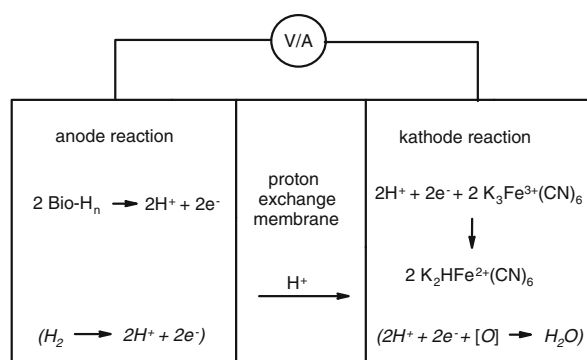 V/A
anode reaction
2 Bio-Hₙ → 2H⁺ + 2e⁻
(H₂ → 2H⁺ + 2e⁻)
proton
exchange
membrane
H⁺
kathode reaction
2H⁺ + 2e⁻ + 2 K₃Fe³⁺(CN)₆
↓
2 K₂HFe²⁺(CN)₆
(2H⁺ + 2e⁻ + [O] → H₂O)